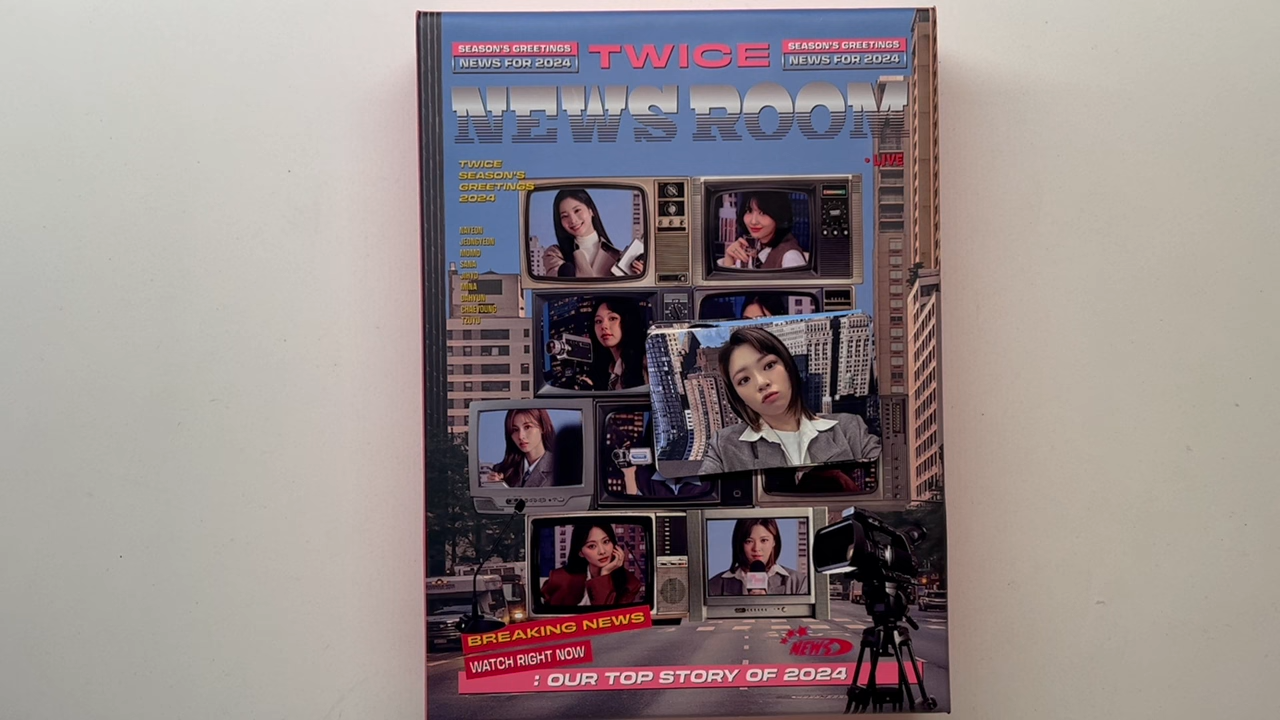 SEASON'S GREETINGS
NEWS FOR 2024
TWICE
SEASON'S GREETINGS
NEWS FOR 2024
NEWS ROOM
LIVE
TWICE
SEASON'S
GREETINGS
2024
NAYEON
JEONGYEON
MOMO
SANA
JIHYO
MINA
DAHYUN
CHAEYOUNG
TZUYU
BREAKING NEWS
WATCH RIGHT NOW
NEWS
: OUR TOP STORY OF 2024